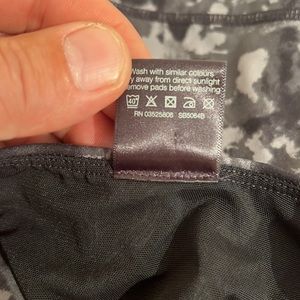 Wash with similar colours
y away from direct sunlight
emove pads before washing
40
RN 03525808 SB5064B